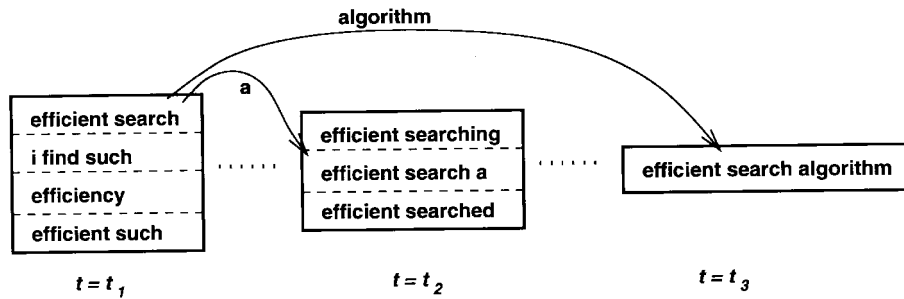 algorithm
a
efficient search
i find such
efficiency
efficient such
efficient searching
efficient search a
efficient searched
efficient search algorithm
t = t1
t = t2
t = t3